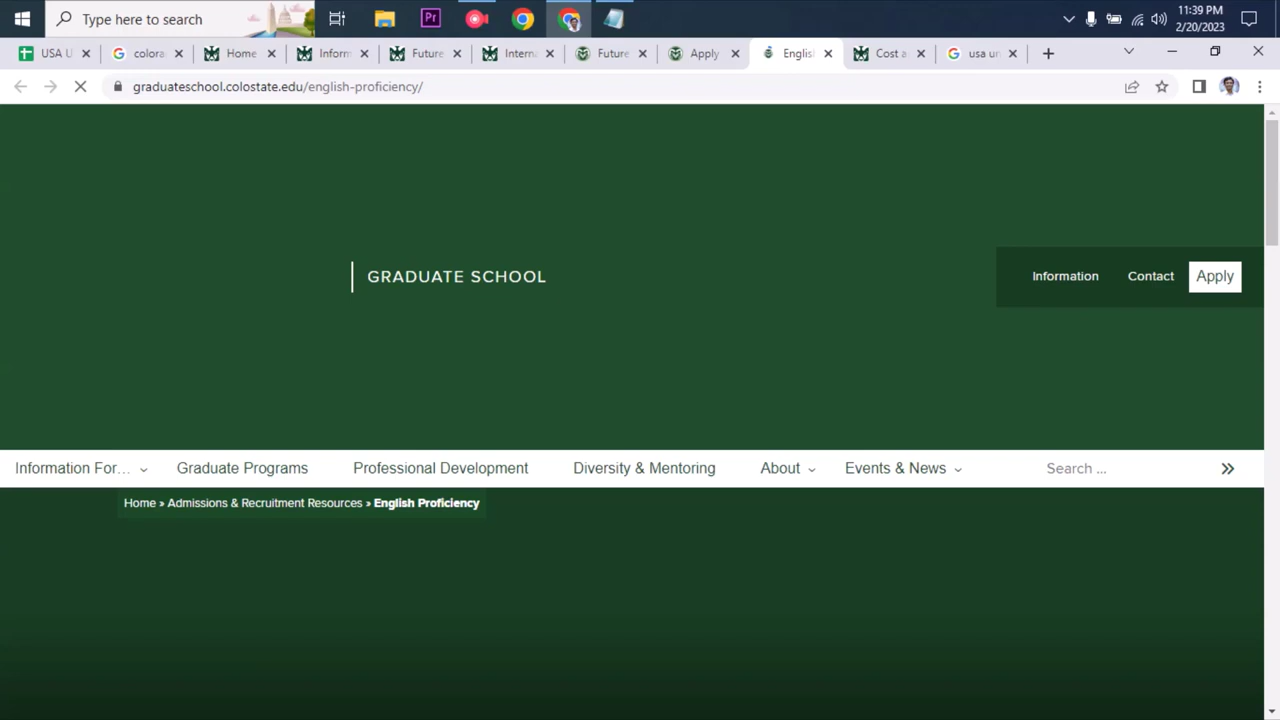 Type here to search
Pr
11:39 PM
2/20/2023
USA U
colora
Home
Inform
Future
Interna
Future
Apply
Englis
Cost a
usa un
graduateschool.colostate.edu/english-proficiency/
GRADUATE SCHOOL
Information
Contact
Apply
Information For...
Graduate Programs
Professional Development
Diversity & Mentoring
About
Events & News
Search ...
Home » Admissions & Recruitment Resources » English Proficiency